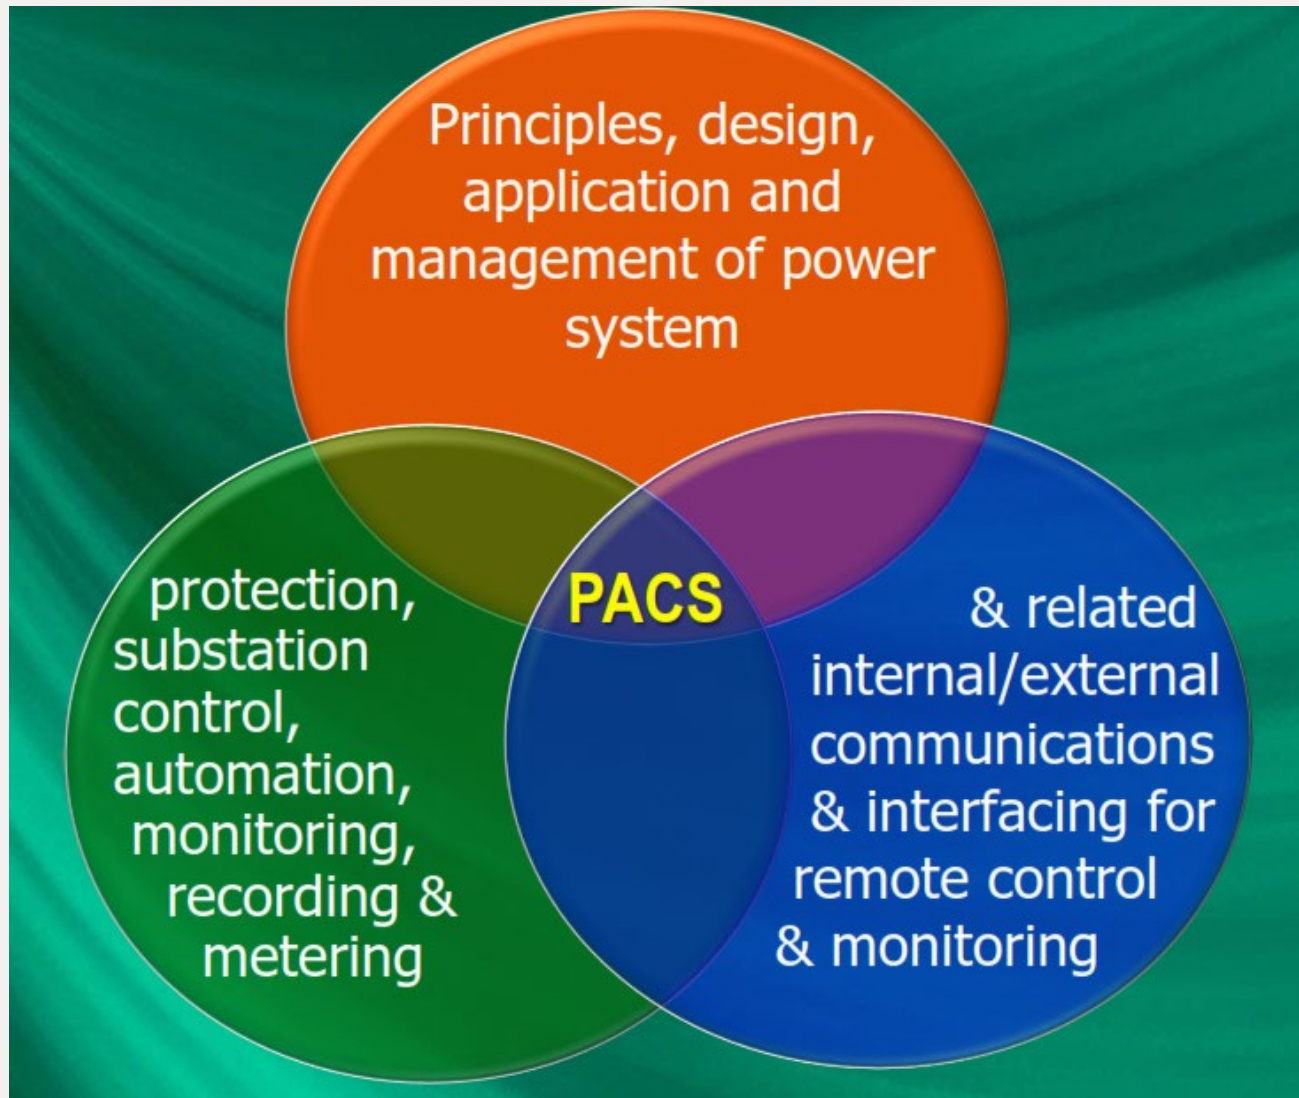 Principles, design,
application and
management of power
system
PACS
protection,
substation
control,
automation,
monitoring,
recording &
metering
& related
internal/external
communications
& interfacing for
remote control
& monitoring